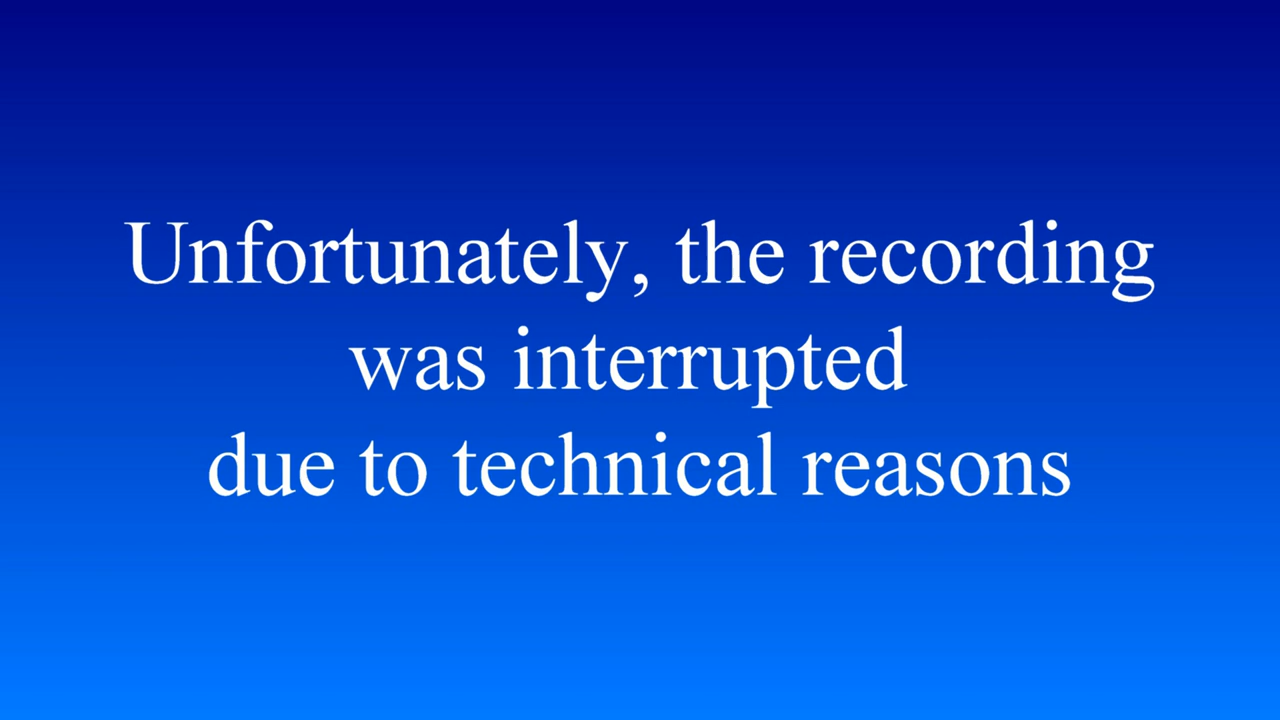 Unfortunately, the recording
was interrupted
due to technical reasons